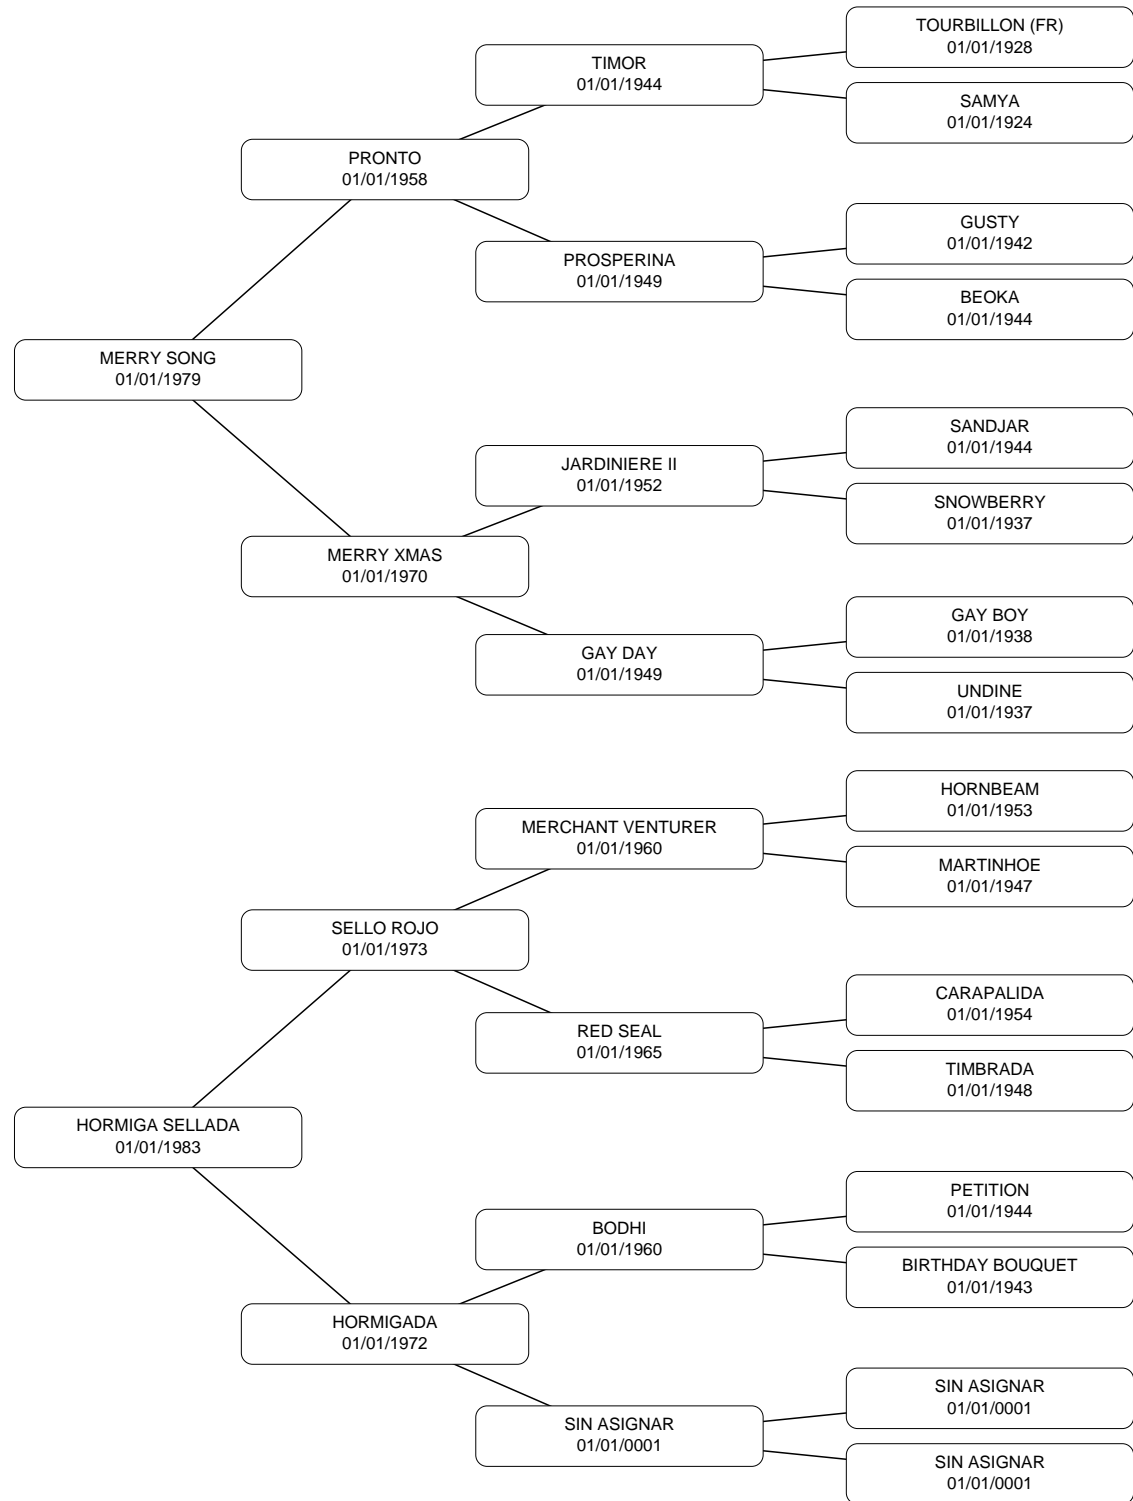 TOURBILLON (FR)
01/01/1928
TIMOR
01/01/1944
SAMYA
01/01/1924
PRONTO
01/01/1958
GUSTY
01/01/1942
PROSPERINA
01/01/1949
BEOKA
01/01/1944
MERRY SONG
01/01/1979
SANDJAR
01/01/1944
JARDINIERE II
01/01/1952
SNOWBERRY
01/01/1937
MERRY XMAS
01/01/1970
GAY BOY
01/01/1938
GAY DAY
01/01/1949
UNDINE
01/01/1937
HORNBEAM
01/01/1953
MERCHANT VENTURER
01/01/1960
MARTINHOE
01/01/1947
SELLO ROJO
01/01/1973
CARAPALIDA
01/01/1954
RED SEAL
01/01/1965
TIMBRADA
01/01/1948
HORMIGA SELLADA
01/01/1983
PETITION
01/01/1944
BODHI
01/01/1960
BIRTHDAY BOUQUET
01/01/1943
HORMIGADA
01/01/1972
SIN ASIGNAR
01/01/0001
SIN ASIGNAR
01/01/0001
SIN ASIGNAR
01/01/0001